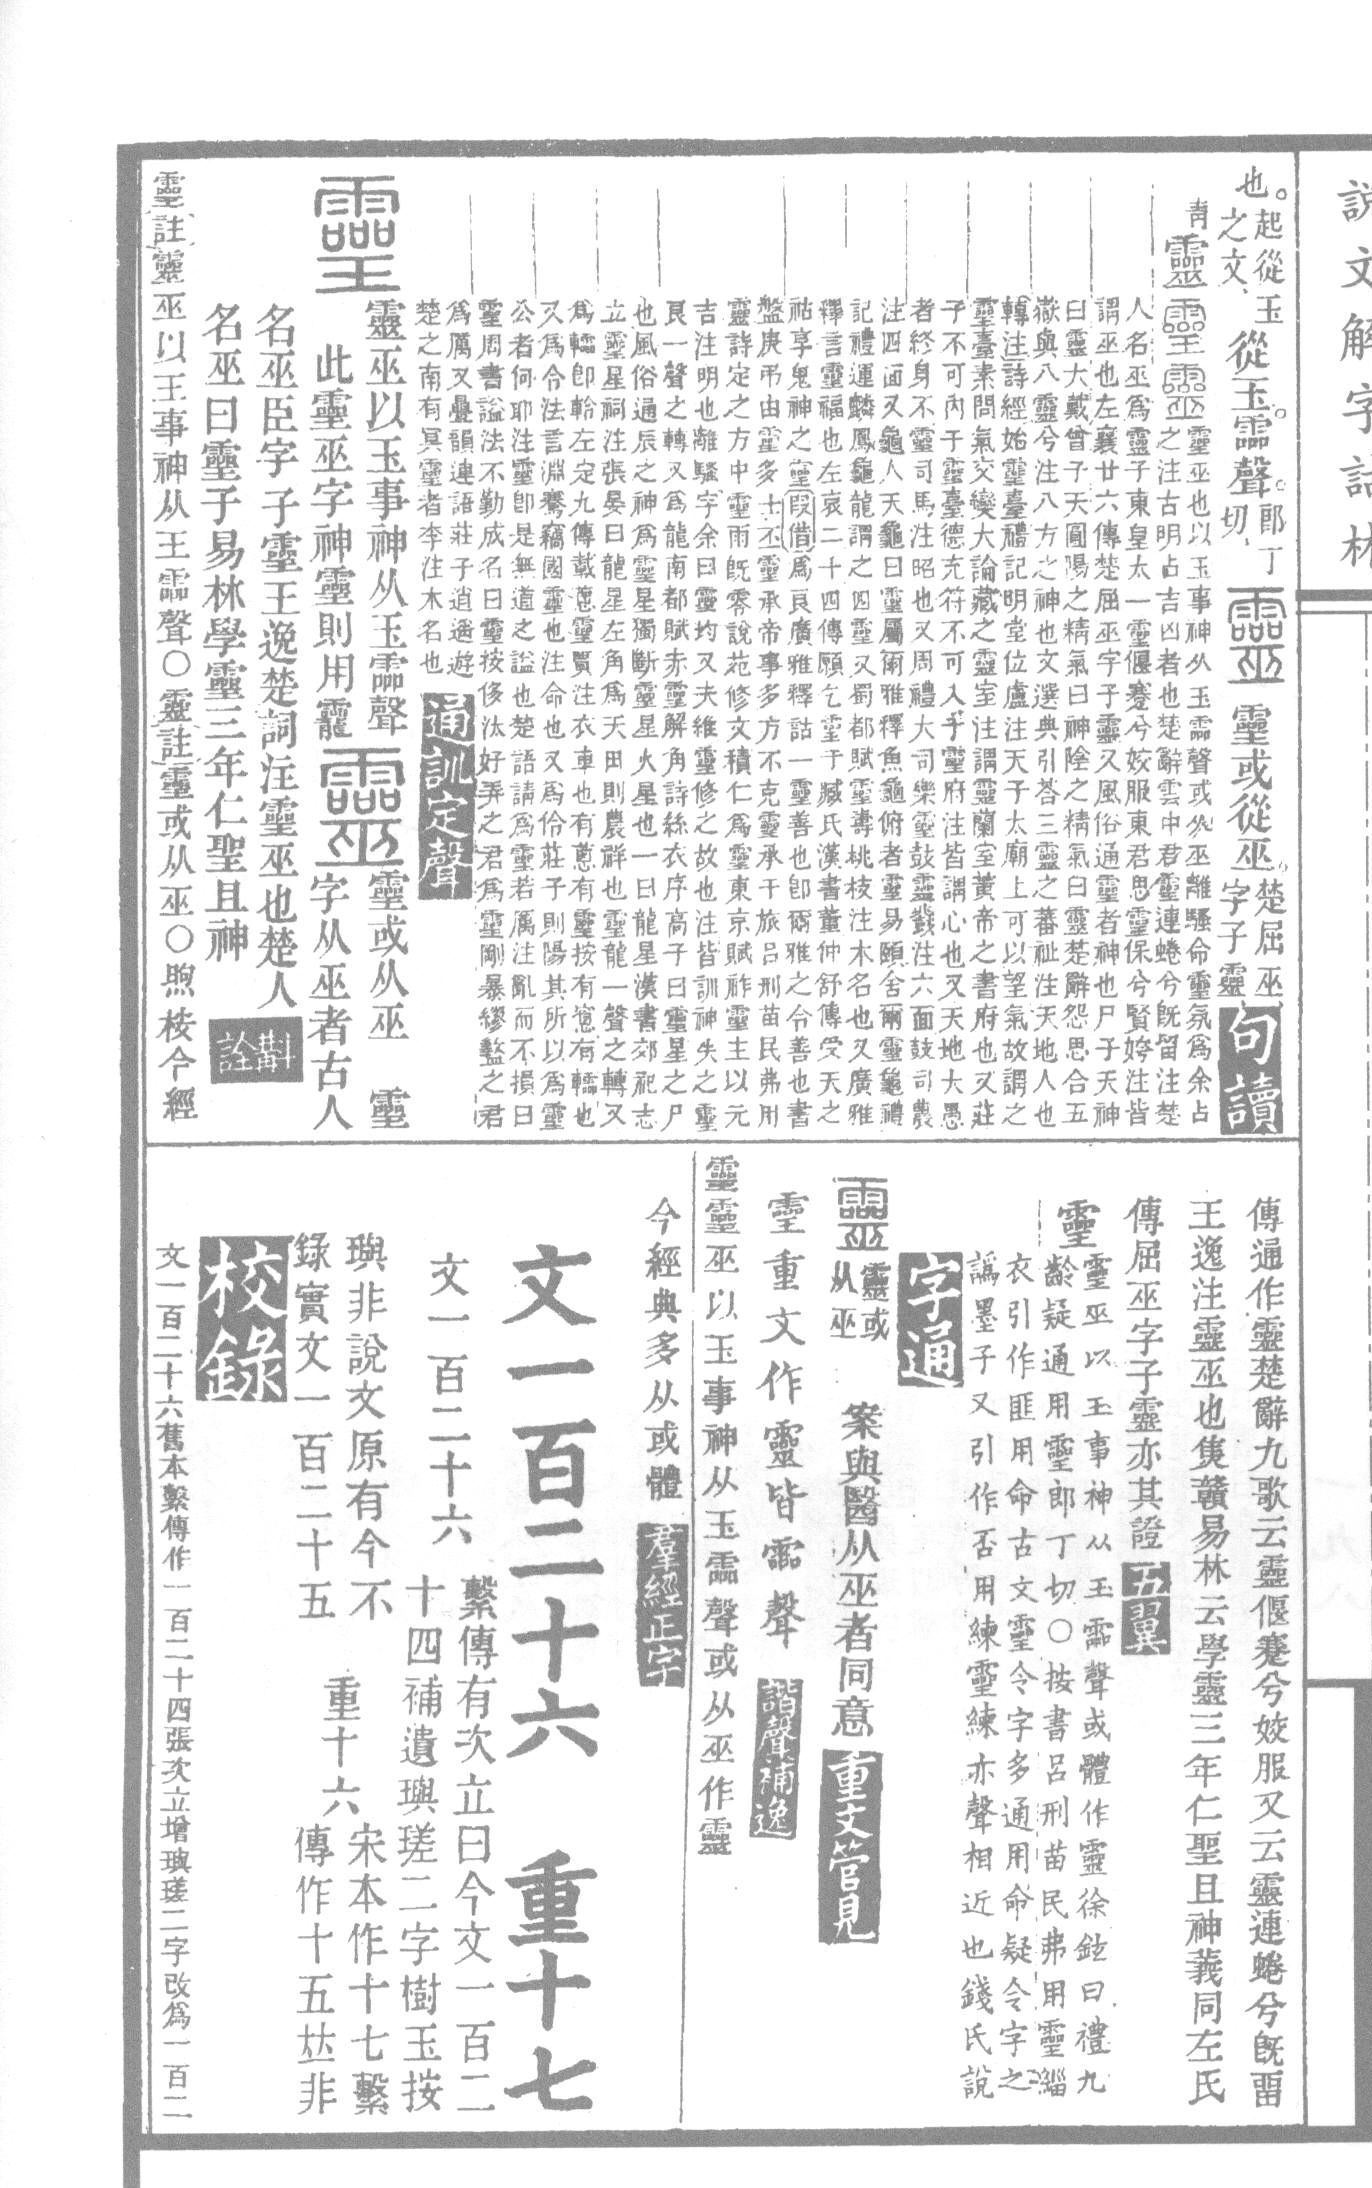 說文解字詁林
也。起從玉
之文。從玉霝聲。郎丁
切。靈靈或從巫。楚屈巫
字子靈 句讀
青靈𤫊靈靈巫也以玉事神从玉霝聲或从巫離騷命靈氛爲余占
之注古明占吉凶者也楚辭雲中君靈連蜷兮既留注楚
人名巫爲靈子東皇太一靈偃蹇兮姣服東君思靈保兮賢姱注皆
謂巫也左襄廿六傳楚屈巫字子靈又風俗通靈者神也尸子天神
曰靈大戴曾子天圓陽之精氣曰神陰之精氣曰靈楚辭怨思合五
嶽與八靈兮注八方之神也文選典引荅三靈之蕃祉注天地人也
轉注詩經始靈臺禮記明堂位盧注天子太廟上可以望氣故謂之
靈臺素問氣交變大論藏之靈室注謂靈蘭室黃帝之書府也又莊
子不可內于靈臺德充符不可入乎靈府注皆謂心也又天地大愚
者終身不靈司馬注昭也又周禮大司樂靈鼓靈鼗注六面鼓司農
注四面又龜人天龜曰靈屬爾雅釋魚龜俯者靈易頤舍爾靈龜禮
記禮運麟鳳龜龍謂之四靈又蜀都賦靈壽桃枝注木名也又廣雅
釋言靈福也左哀二十四傳願乞靈于臧氏漢書董仲舒傳受天之
祜享鬼神之靈叚借爲良廣雅釋詁一靈善也卽爾雅之令善也書
盤庚弔由靈多士丕靈承帝事多方不克靈承于旅呂刑苗民弗用
靈詩定之方中靈雨既零說苑修文積仁爲靈東京賦祚靈主以元
吉注明也離騷字余曰靈均又夫維靈修之故也注皆訓神失之靈
良一聲之轉又爲龍南都賦赤靈解角詩絲衣序高子曰靈星之尸
也風俗通辰之神爲靈星獨斷靈星火星也一曰龍星漢書郊祀志
立靈星祠注張晏曰龍星左角爲天田則農祥也靈龍一聲之轉又
爲轜卽輀左定九傳載蔥靈賈注衣車也有蔥有靈按有窻有轜也
又爲令法言淵騫竊國靈也注命也又爲伶莊子則陽其所以爲靈
公者何耶注靈卽是無道之謚也楚語請爲靈若厲注亂而不損曰
靈周書謚法不勤成名曰靈按侈汰好弄之君爲靈剛暴繆盭之君
爲厲又疊韻連語莊子逍遙遊
楚之南有冥靈者李注木名也 通訓定聲
靈靈巫以玉事神从玉霝聲
此靈巫字神靈則用靇靈靈或从巫　靈
字从巫者古人
名巫臣字子靈王逸楚詞注靈巫也楚人
名巫曰靈子易林學靈三年仁聖且神 斠詮
靈註靈巫以玉事神从王霝聲〇靈註靈或从巫〇煦桉今經
傳通作靈楚辭九歌云靈偃蹇兮姣服又云靈連蜷兮既畱
王逸注靈巫也隻贛易林云學靈三年仁聖且神義同左氏
傳屈巫字子靈亦其證 五翼
靈靈巫以玉事神从玉霝聲或體作靈徐鉉曰禮九
齡疑通用靈郎丁切〇按書呂刑苗民弗用靈緇
衣引作匪用命古文靈令字多通用命疑令字之
譌墨子又引作否用練靈練亦聲相近也錢氏說
字通
靈靈或从巫　案與醫从巫者同意 重文管見
靈重文作靈皆霝聲 諧聲補逸
靈靈巫以玉事神从玉霝聲或从巫作靈
今經典多从或體 羣經正字
文一百二十六　重十七
文一百二十六　繫傳有次立曰今文一百二
十四補遺璵瑳二字樹玉按
璵非說文原有今不
錄實文一百二十五　重十六　宋本作十七繫
傳作十五竝非
校錄
文一百二十六舊本繫傳作一百二十四張次立增璵瑳二字改爲一百二